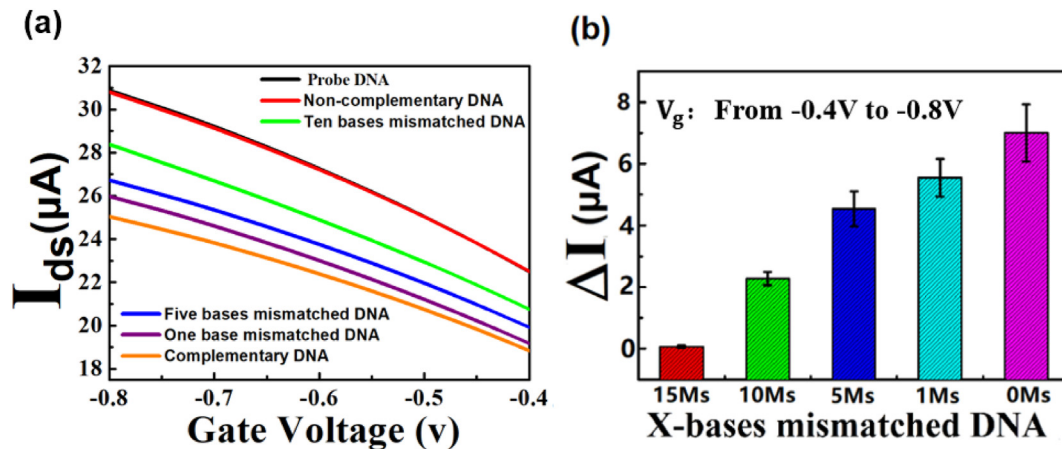 (a)
32
30
28
26
24
22
20
18
Ids(μA)
Probe DNA
Non-complementary DNA
Ten bases mismatched DNA
Five bases mismatched DNA
One base mismatched DNA
Complementary DNA
-0.8 -0.7 -0.6 -0.5 -0.4
Gate Voltage (v)
(b)
8
6
4
2
0
ΔI (μA)
Vg: From -0.4V to -0.8V
15Ms 10Ms 5Ms 1Ms 0Ms
X-bases mismatched DNA